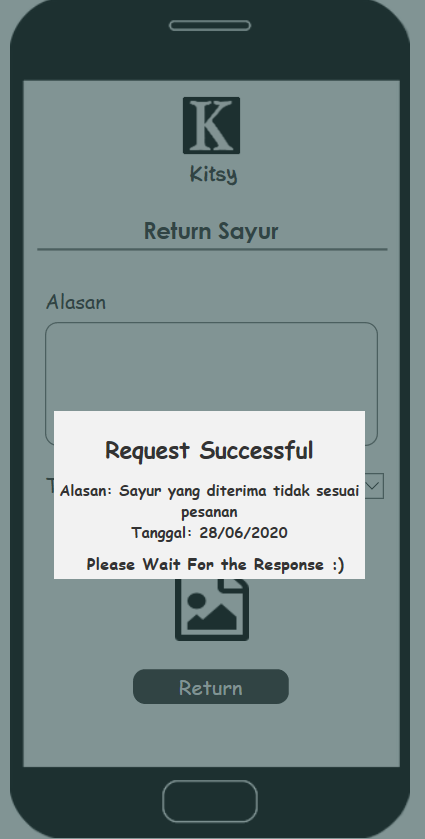 K
Kitsy
Return Sayur
Alasan
Request Successful
T
Alasan: Sayur yang diterima tidak sesuai
pesanan
Tanggal: 28/06/2020
Please Wait For the Response :)
Return